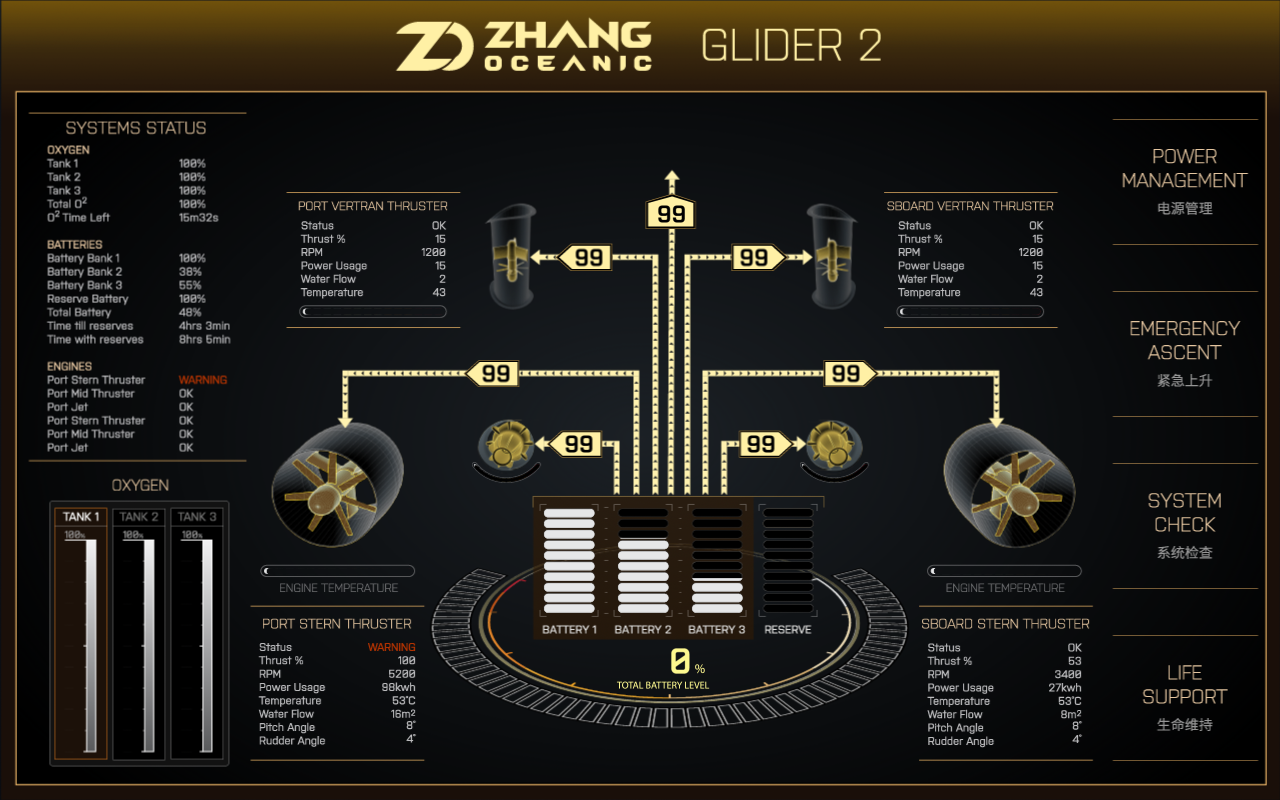 ZHANG
OCEANIC
GLIDER 2
SYSTEMS STATUS
OXYGEN
Tank 1 100%
Tank 2 100%
Tank 3 100%
Total O² 100%
O² Time Left 15m32s
BATTERIES
Battery Bank 1 100%
Battery Bank 2 38%
Battery Bank 3 55%
Reserve Battery 100%
Total Battery 48%
Time till reserves 4hrs 3min
Time with reserves 8hrs 5min
ENGINES
Port Stern Thruster WARNING
Port Mid Thruster OK
Port Jet OK
Port Stern Thruster OK
Port Mid Thruster OK
Port Jet OK
OXYGEN
TANK 1 TANK 2 TANK 3
100% 100% 100%
PORT VERTRAN THRUSTER
Status OK
Thrust % 15
RPM 1200
Power Usage 15
Water Flow 2
Temperature 43
99
99
99
99
99
99
99
SBOARD VERTRAN THRUSTER
Status OK
Thrust % 15
RPM 1200
Power Usage 15
Water Flow 2
Temperature 43
ENGINE TEMPERATURE
PORT STERN THRUSTER
Status WARNING
Thrust % 100
RPM 5200
Power Usage 98kwh
Temperature 53°C
Water Flow 16m²
Pitch Angle 8°
Rudder Angle 4°
BATTERY 1 BATTERY 2 BATTERY 3 RESERVE
0 %
TOTAL BATTERY LEVEL
ENGINE TEMPERATURE
SBOARD STERN THRUSTER
Status OK
Thrust % 53
RPM 3400
Power Usage 27kwh
Temperature 53°C
Water Flow 8m²
Pitch Angle 8°
Rudder Angle 4°
POWER
MANAGEMENT
电源管理
EMERGENCY
ASCENT
紧急上升
SYSTEM
CHECK
系统检查
LIFE
SUPPORT
生命维持